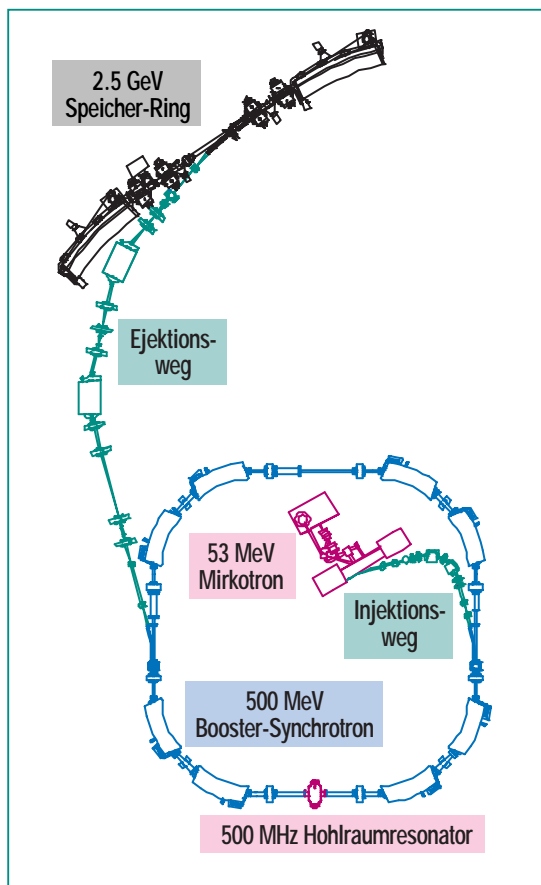 2.5 GeV
Speicher-Ring
Ejektions-
weg
53 MeV
Mirkotron
Injektions-
weg
500 MeV
Booster-Synchrotron
500 MHz Hohlraumresonator